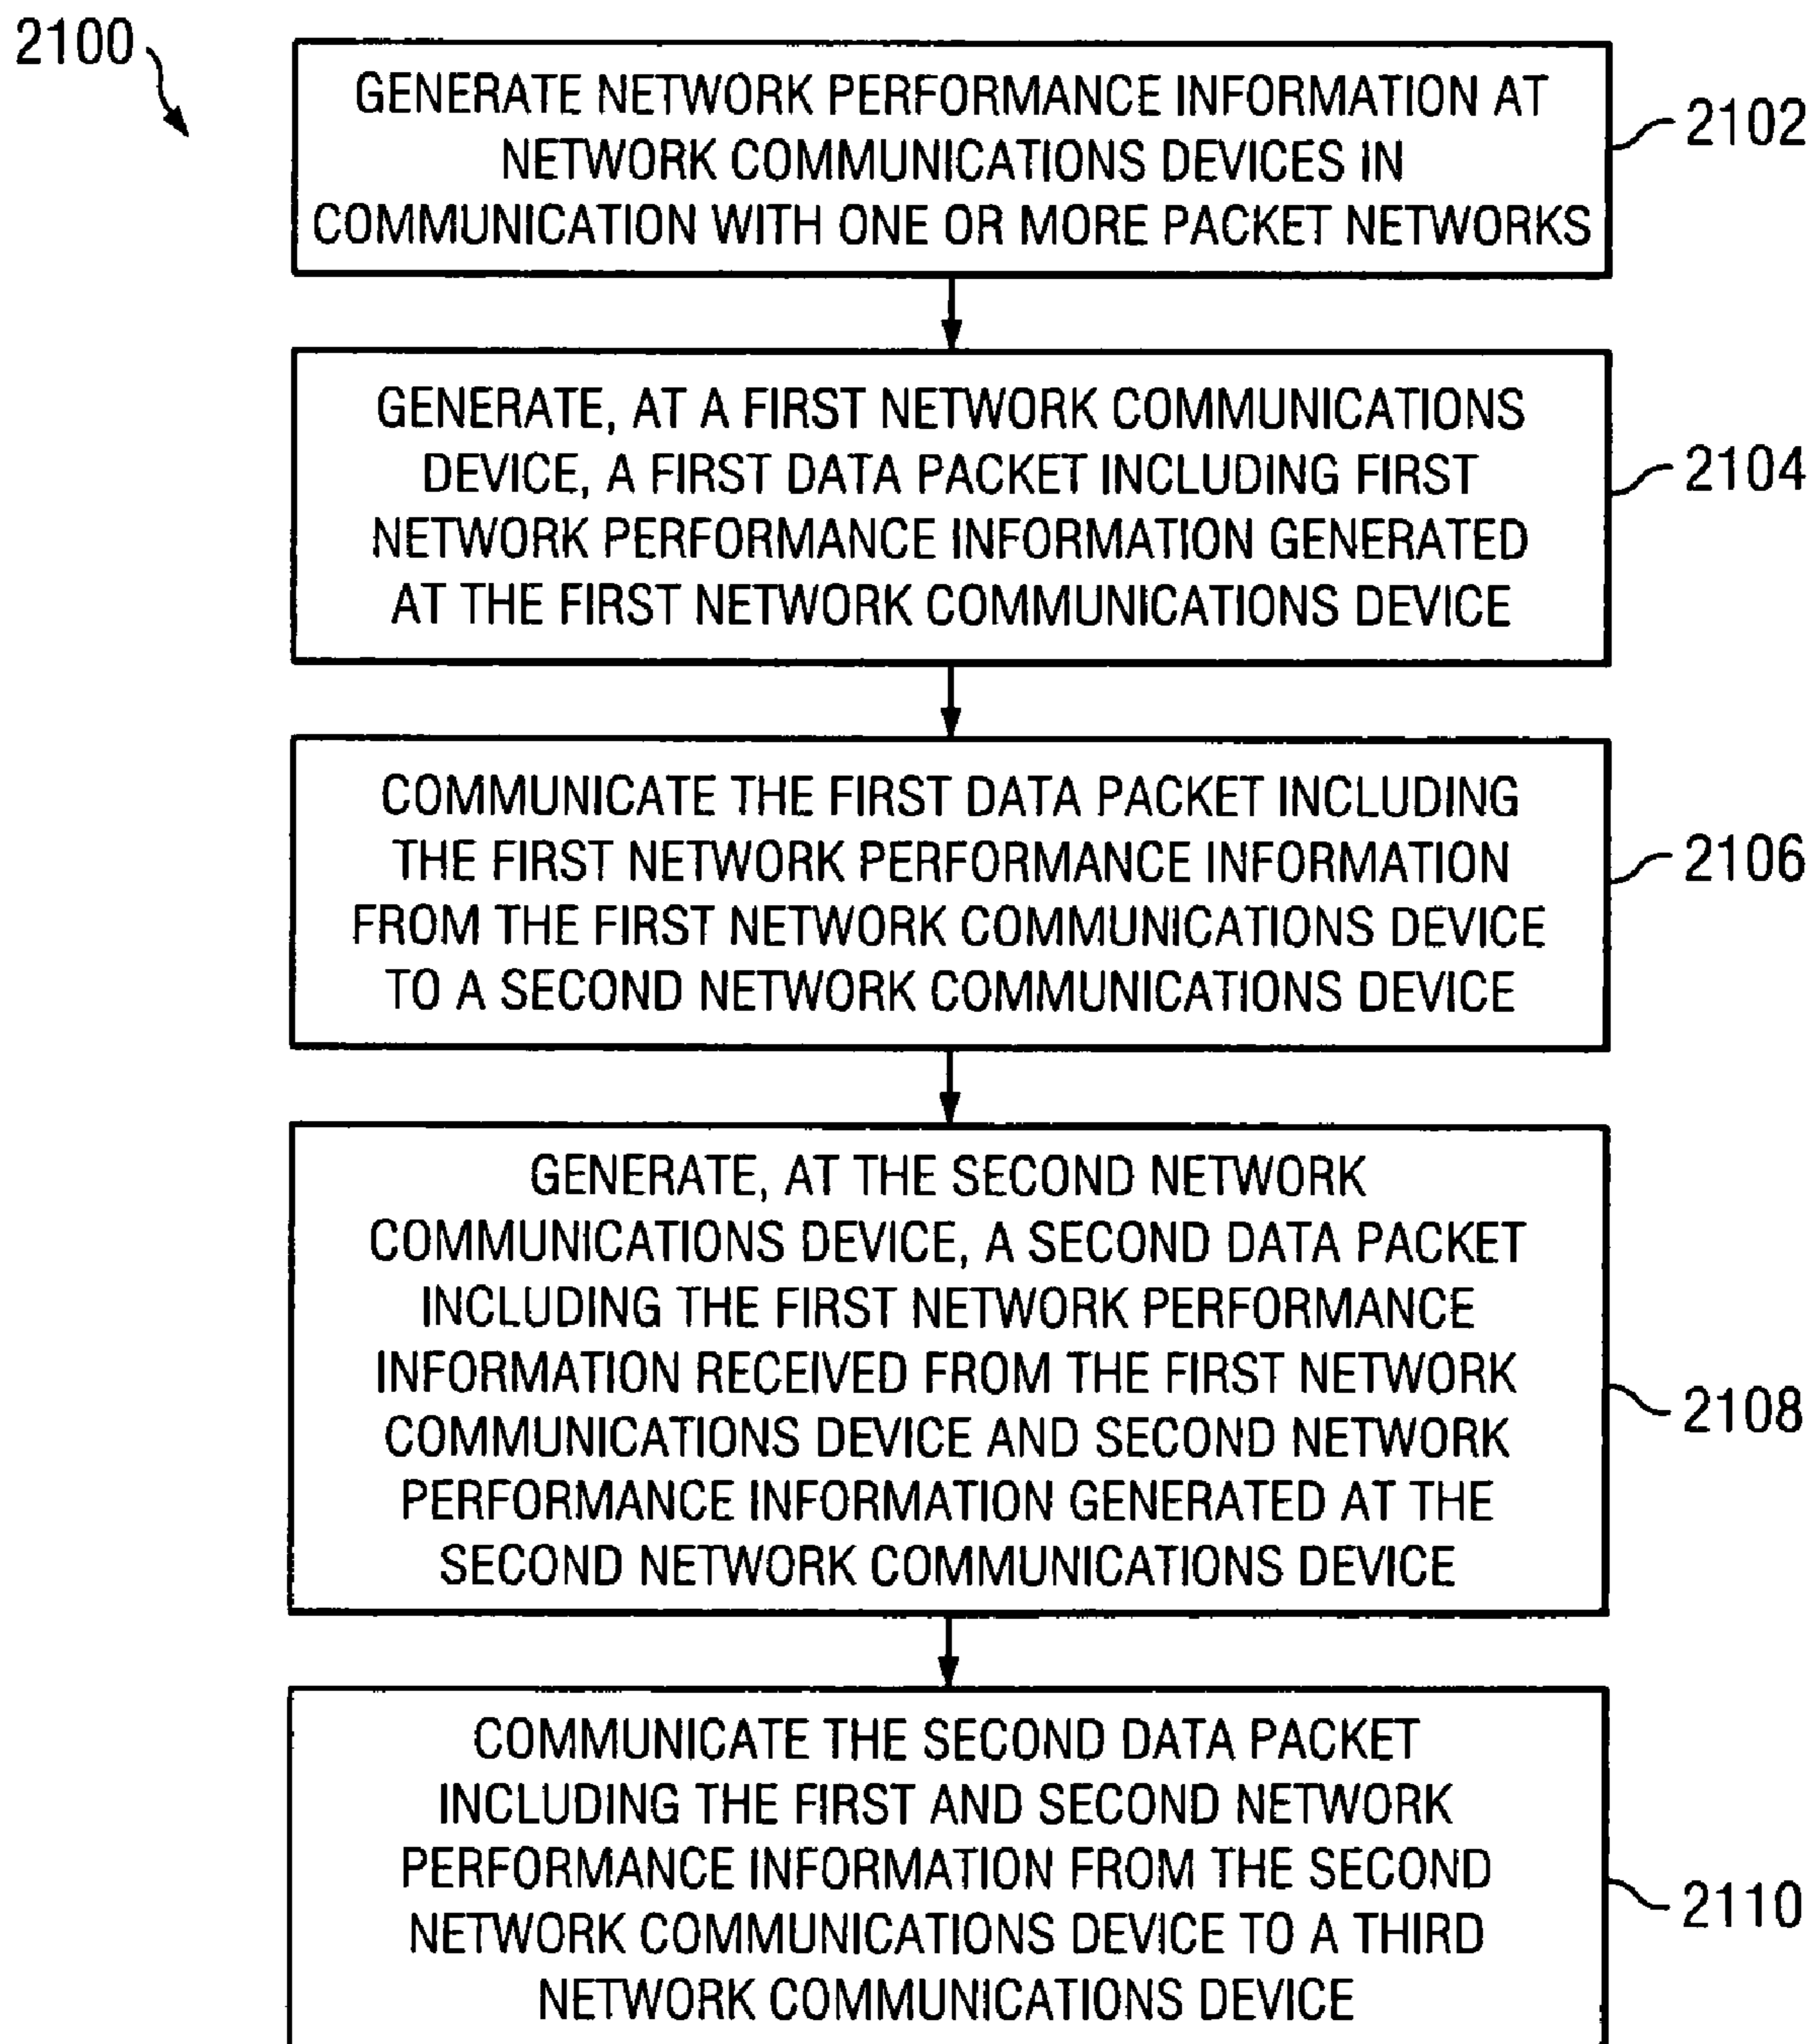 2100
GENERATE NETWORK PERFORMANCE INFORMATION AT
NETWORK COMMUNICATIONS DEVICES IN
COMMUNICATION WITH ONE OR MORE PACKET NETWORKS
2102
GENERATE, AT A FIRST NETWORK COMMUNICATIONS
DEVICE, A FIRST DATA PACKET INCLUDING FIRST
NETWORK PERFORMANCE INFORMATION GENERATED
AT THE FIRST NETWORK COMMUNICATIONS DEVICE
2104
COMMUNICATE THE FIRST DATA PACKET INCLUDING
THE FIRST NETWORK PERFORMANCE INFORMATION
FROM THE FIRST NETWORK COMMUNICATIONS DEVICE
TO A SECOND NETWORK COMMUNICATIONS DEVICE
2106
GENERATE, AT THE SECOND NETWORK
COMMUNICATIONS DEVICE, A SECOND DATA PACKET
INCLUDING THE FIRST NETWORK PERFORMANCE
INFORMATION RECEIVED FROM THE FIRST NETWORK
COMMUNICATIONS DEVICE AND SECOND NETWORK
PERFORMANCE INFORMATION GENERATED AT THE
SECOND NETWORK COMMUNICATIONS DEVICE
2108
COMMUNICATE THE SECOND DATA PACKET
INCLUDING THE FIRST AND SECOND NETWORK
PERFORMANCE INFORMATION FROM THE SECOND
NETWORK COMMUNICATIONS DEVICE TO A THIRD
NETWORK COMMUNICATIONS DEVICE
2110